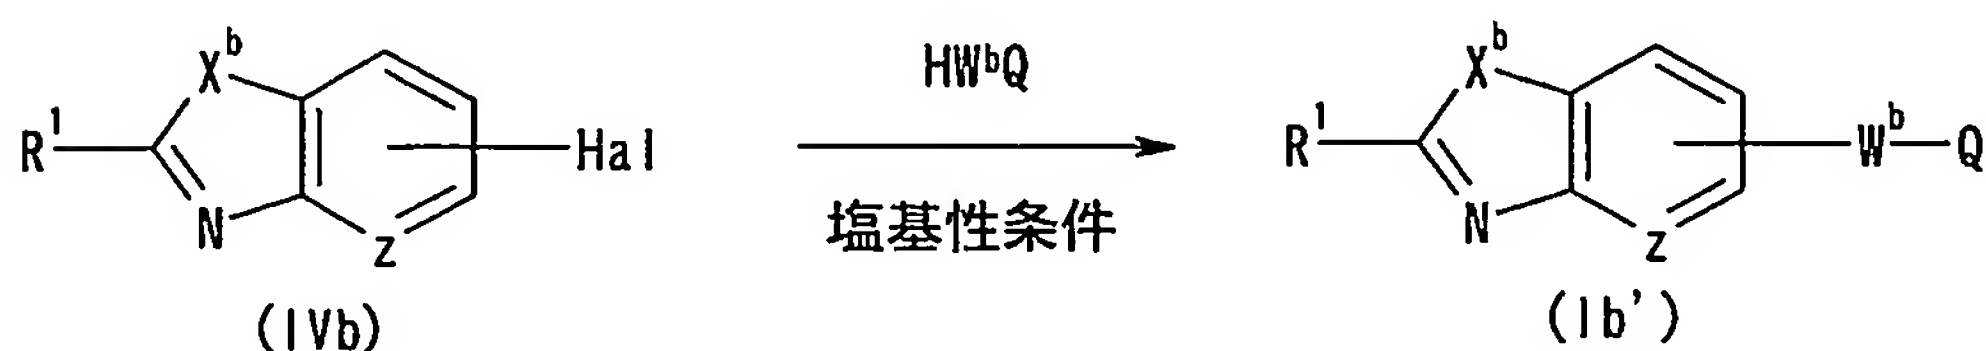 R¹ X^b N Z Hal
(IVb)
HW^bQ
塩基性条件
R¹ X^b N Z W^b Q
(Ib')